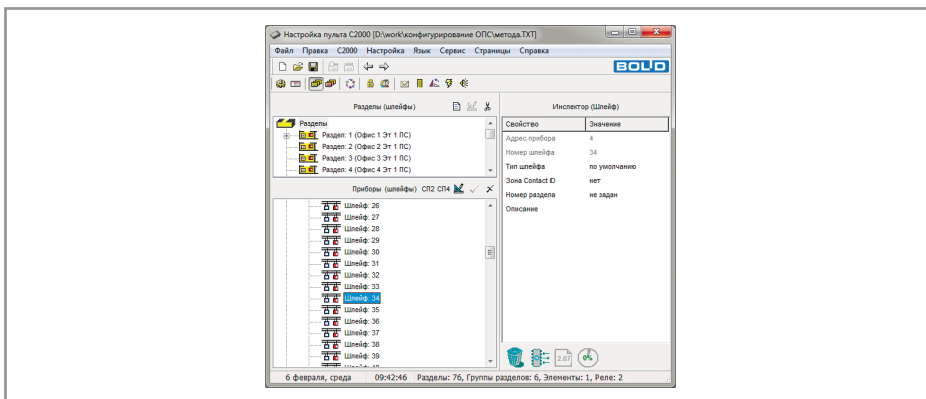 Настройка пульта С2000 [D:\work\конфигурирование ОПС\метода.TXT]
Файл Правка С2000 Настройка Язык Сервис Страницы Справка
BOLID
Разделы (шлейфы)
Разделы
Раздел: 1 (Офис 1 Эт 1 ПС)
Раздел: 2 (Офис 2 Эт 1 ПС)
Раздел: 3 (Офис 3 Эт 1 ПС)
Раздел: 4 (Офис 4 Эт 1 ПС)
Приборы (шлейфы) СП2 СП4
Шлейф: 26
Шлейф: 27
Шлейф: 28
Шлейф: 29
Шлейф: 30
Шлейф: 31
Шлейф: 32
Шлейф: 33
Шлейф: 34
Шлейф: 35
Шлейф: 36
Шлейф: 37
Шлейф: 38
Шлейф: 39
Инспектор (Шлейф)
Свойство Значение
Адрес прибора 4
Номер шлейфа 34
Тип шлейфа по умолчанию
Зона Contact ID нет
Номер раздела не задан
Описание
2.07 0%
6 февраля, среда 09:42:46 Разделы: 76, Группы разделов: 6, Элементы: 1, Реле: 2